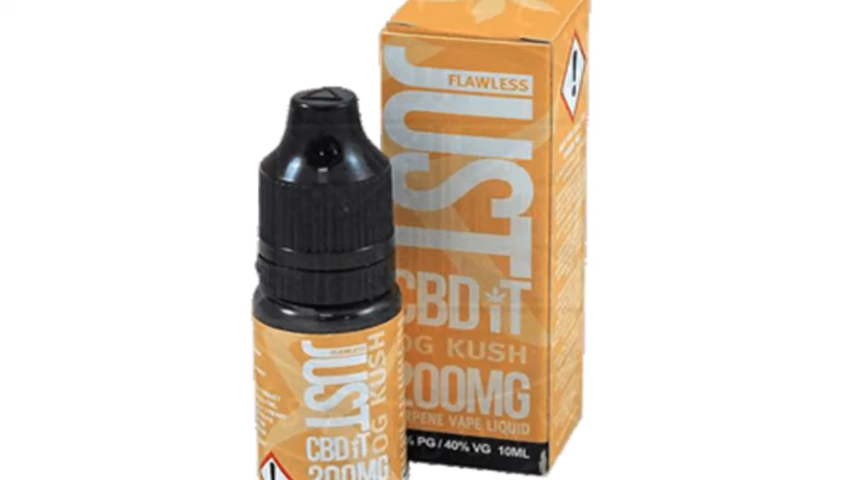 FLAWLESS
JUST
CBD iT
OG KUSH
200MG
VAPE LIQUID
PG / 40% VG 10ML
FLAWLESS
JUST
CBD iT
200MG
OG KUSH